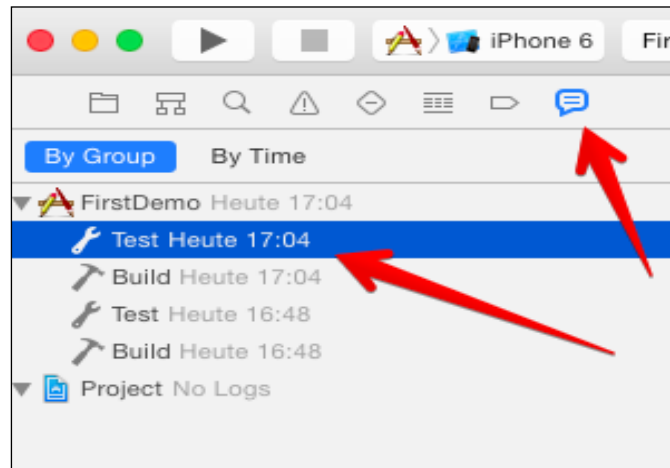 iPhone 6 Fir
By Group By Time
FirstDemo Heute 17:04
Test Heute 17:04
Build Heute 17:04
Test Heute 16:48
Build Heute 16:48
Project No Logs